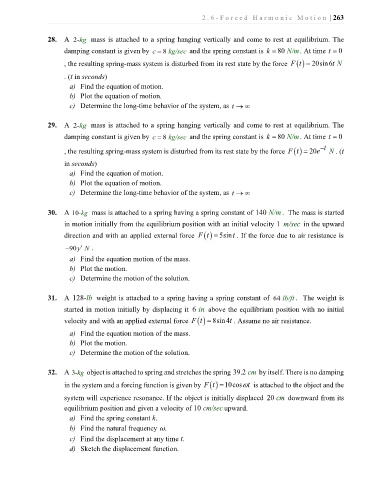 2.6-Forced Harmonic Motion | 263
28. A 2-kg mass is attached to a spring hanging vertically and come to rest at equilibrium. The
damping constant is given by c = 8 kg/sec and the spring constant is k = 80 N/m. At time t = 0
, the resulting spring-mass system is disturbed from its rest state by the force F(t) = 20sin6t N
. (t in seconds)
a) Find the equation of motion.
b) Plot the equation of motion.
c) Determine the long-time behavior of the system, as t → ∞
29. A 2-kg mass is attached to a spring hanging vertically and come to rest at equilibrium. The
damping constant is given by c = 8 kg/sec and the spring constant is k = 80 N/m. At time t = 0
, the resulting spring-mass system is disturbed from its rest state by the force F(t) = 20e^{-t} N . (t
in seconds)
a) Find the equation of motion.
b) Plot the equation of motion.
c) Determine the long-time behavior of the system, as t → ∞
30. A 10-kg mass is attached to a spring having a spring constant of 140 N/m. The mass is started
in motion initially from the equilibrium position with an initial velocity 1 m/sec in the upward
direction and with an applied external force F(t) = 5sin t. If the force due to air resistance is
−90y′ N .
a) Find the equation motion of the mass.
b) Plot the motion.
c) Determine the motion of the solution.
31. A 128-lb weight is attached to a spring having a spring constant of 64 lb/ft. The weight is
started in motion initially by displacing it 6 in above the equilibrium position with no initial
velocity and with an applied external force F(t) = 8sin4t. Assume no air resistance.
a) Find the equation motion of the mass.
b) Plot the motion.
c) Determine the motion of the solution.
32. A 3-kg object is attached to spring and stretches the spring 39.2 cm by itself. There is no damping
in the system and a forcing function is given by F(t) = 10cosωt is attached to the object and the
system will experience resonance. If the object is initially displaced 20 cm downward from its
equilibrium position and given a velocity of 10 cm/sec upward.
a) Find the spring constant k.
b) Find the natural frequency ω.
c) Find the displacement at any time t.
d) Sketch the displacement function.